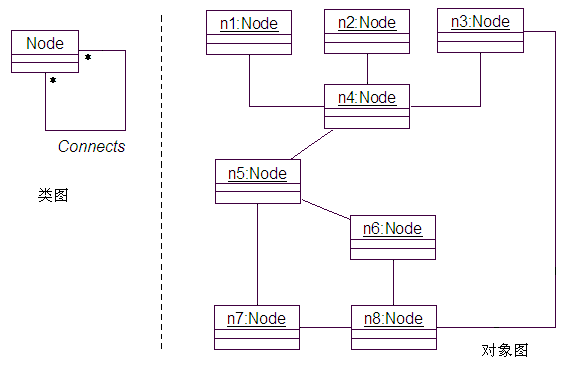 Node
*
*
Connects
类图
n1:Node
n2:Node
n3:Node
n4:Node
n5:Node
n6:Node
n7:Node
n8:Node
对象图